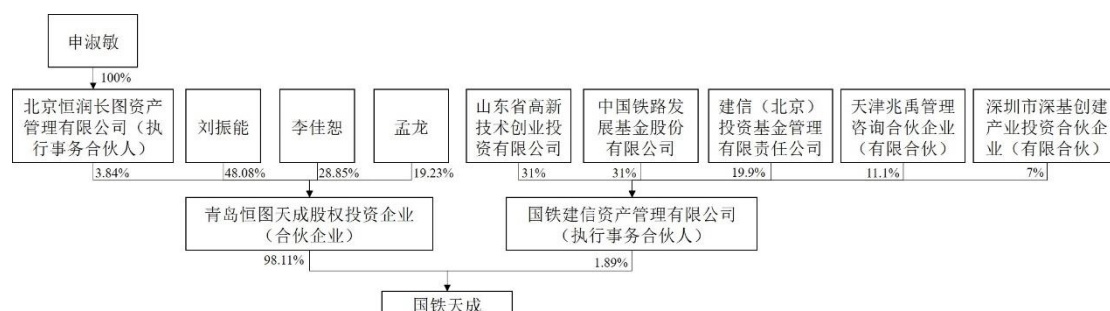 申淑敏
100%
北京恒润长图资产
管理有限公司（执
行事务合伙人）
刘振能
李佳恕
孟龙
山东省高新
技术创业投
资有限公司
中国铁路发
展基金股份
有限公司
建信（北京）
投资基金管理
有限责任公司
天津兆禹管理
咨询合伙企业
（有限合伙）
深圳市深基创建
产业投资合伙企
业（有限合伙）
3.84%
48.08%
28.85%
19.23%
31%
31%
19.9%
11.1%
7%
青岛恒图天成股权投资企业
（合伙企业）
国铁建信资产管理有限公司
（执行事务合伙人）
98.11%
1.89%
国铁天成